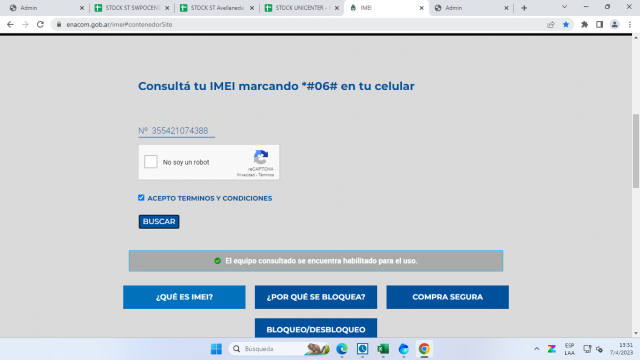 Admin
STOCK ST SWPOCENT
STOCK ST Avellaneda
STOCK UNICENTER -
IMEI
Admin
enacom.gob.ar/imei#contenedorSite
Consultá tu IMEI marcando *#06# en tu celular
Nº 355421074388
No soy un robot
reCAPTCHA
Privacidad - Términos
ACEPTO TERMINOS Y CONDICIONES
BUSCAR
El equipo consultado se encuentra habilitado para el uso.
¿QUÉ ES IMEI?
¿POR QUÉ SE BLOQUEA?
COMPRA SEGURA
BLOQUEO/DESBLOQUEO
Búsqueda
ESP
LAA
13:31
7/4/2023